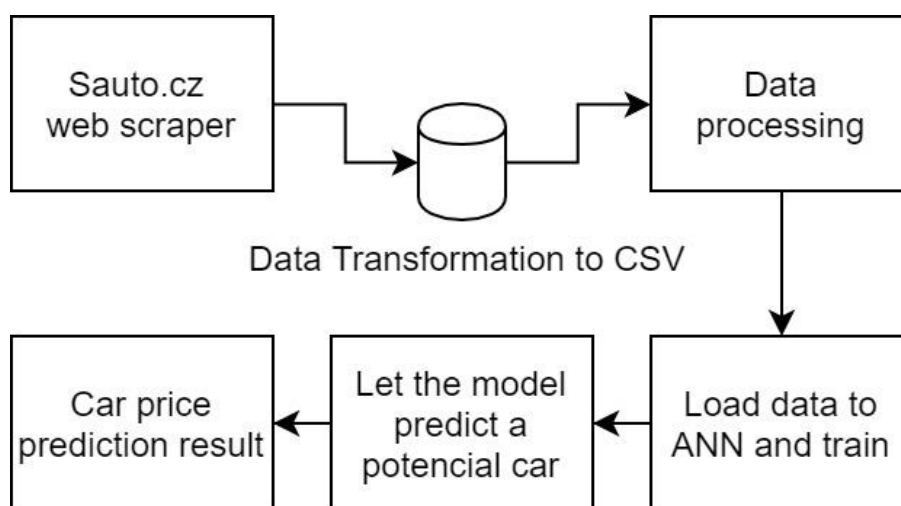 Sauto.cz
web scraper
Data
processing
Data Transformation to CSV
Car price
prediction result
Let the model
predict a
potencial car
Load data to
ANN and train